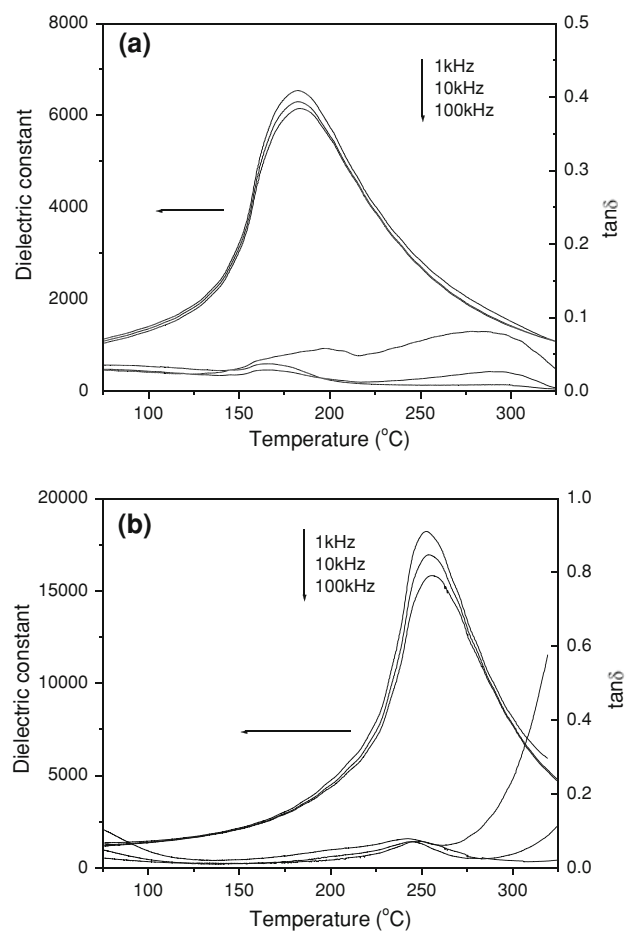 (a)
8000
6000
4000
2000
0
Dielectric constant
0.5
0.4
0.3
0.2
0.1
0.0
tanδ
1kHz
10kHz
100kHz
100 150 200 250 300
Temperature (°C)
(b)
20000
15000
10000
5000
0
Dielectric constant
1.0
0.8
0.6
0.4
0.2
0.0
tanδ
1kHz
10kHz
100kHz
100 150 200 250 300
Temperature (°C)